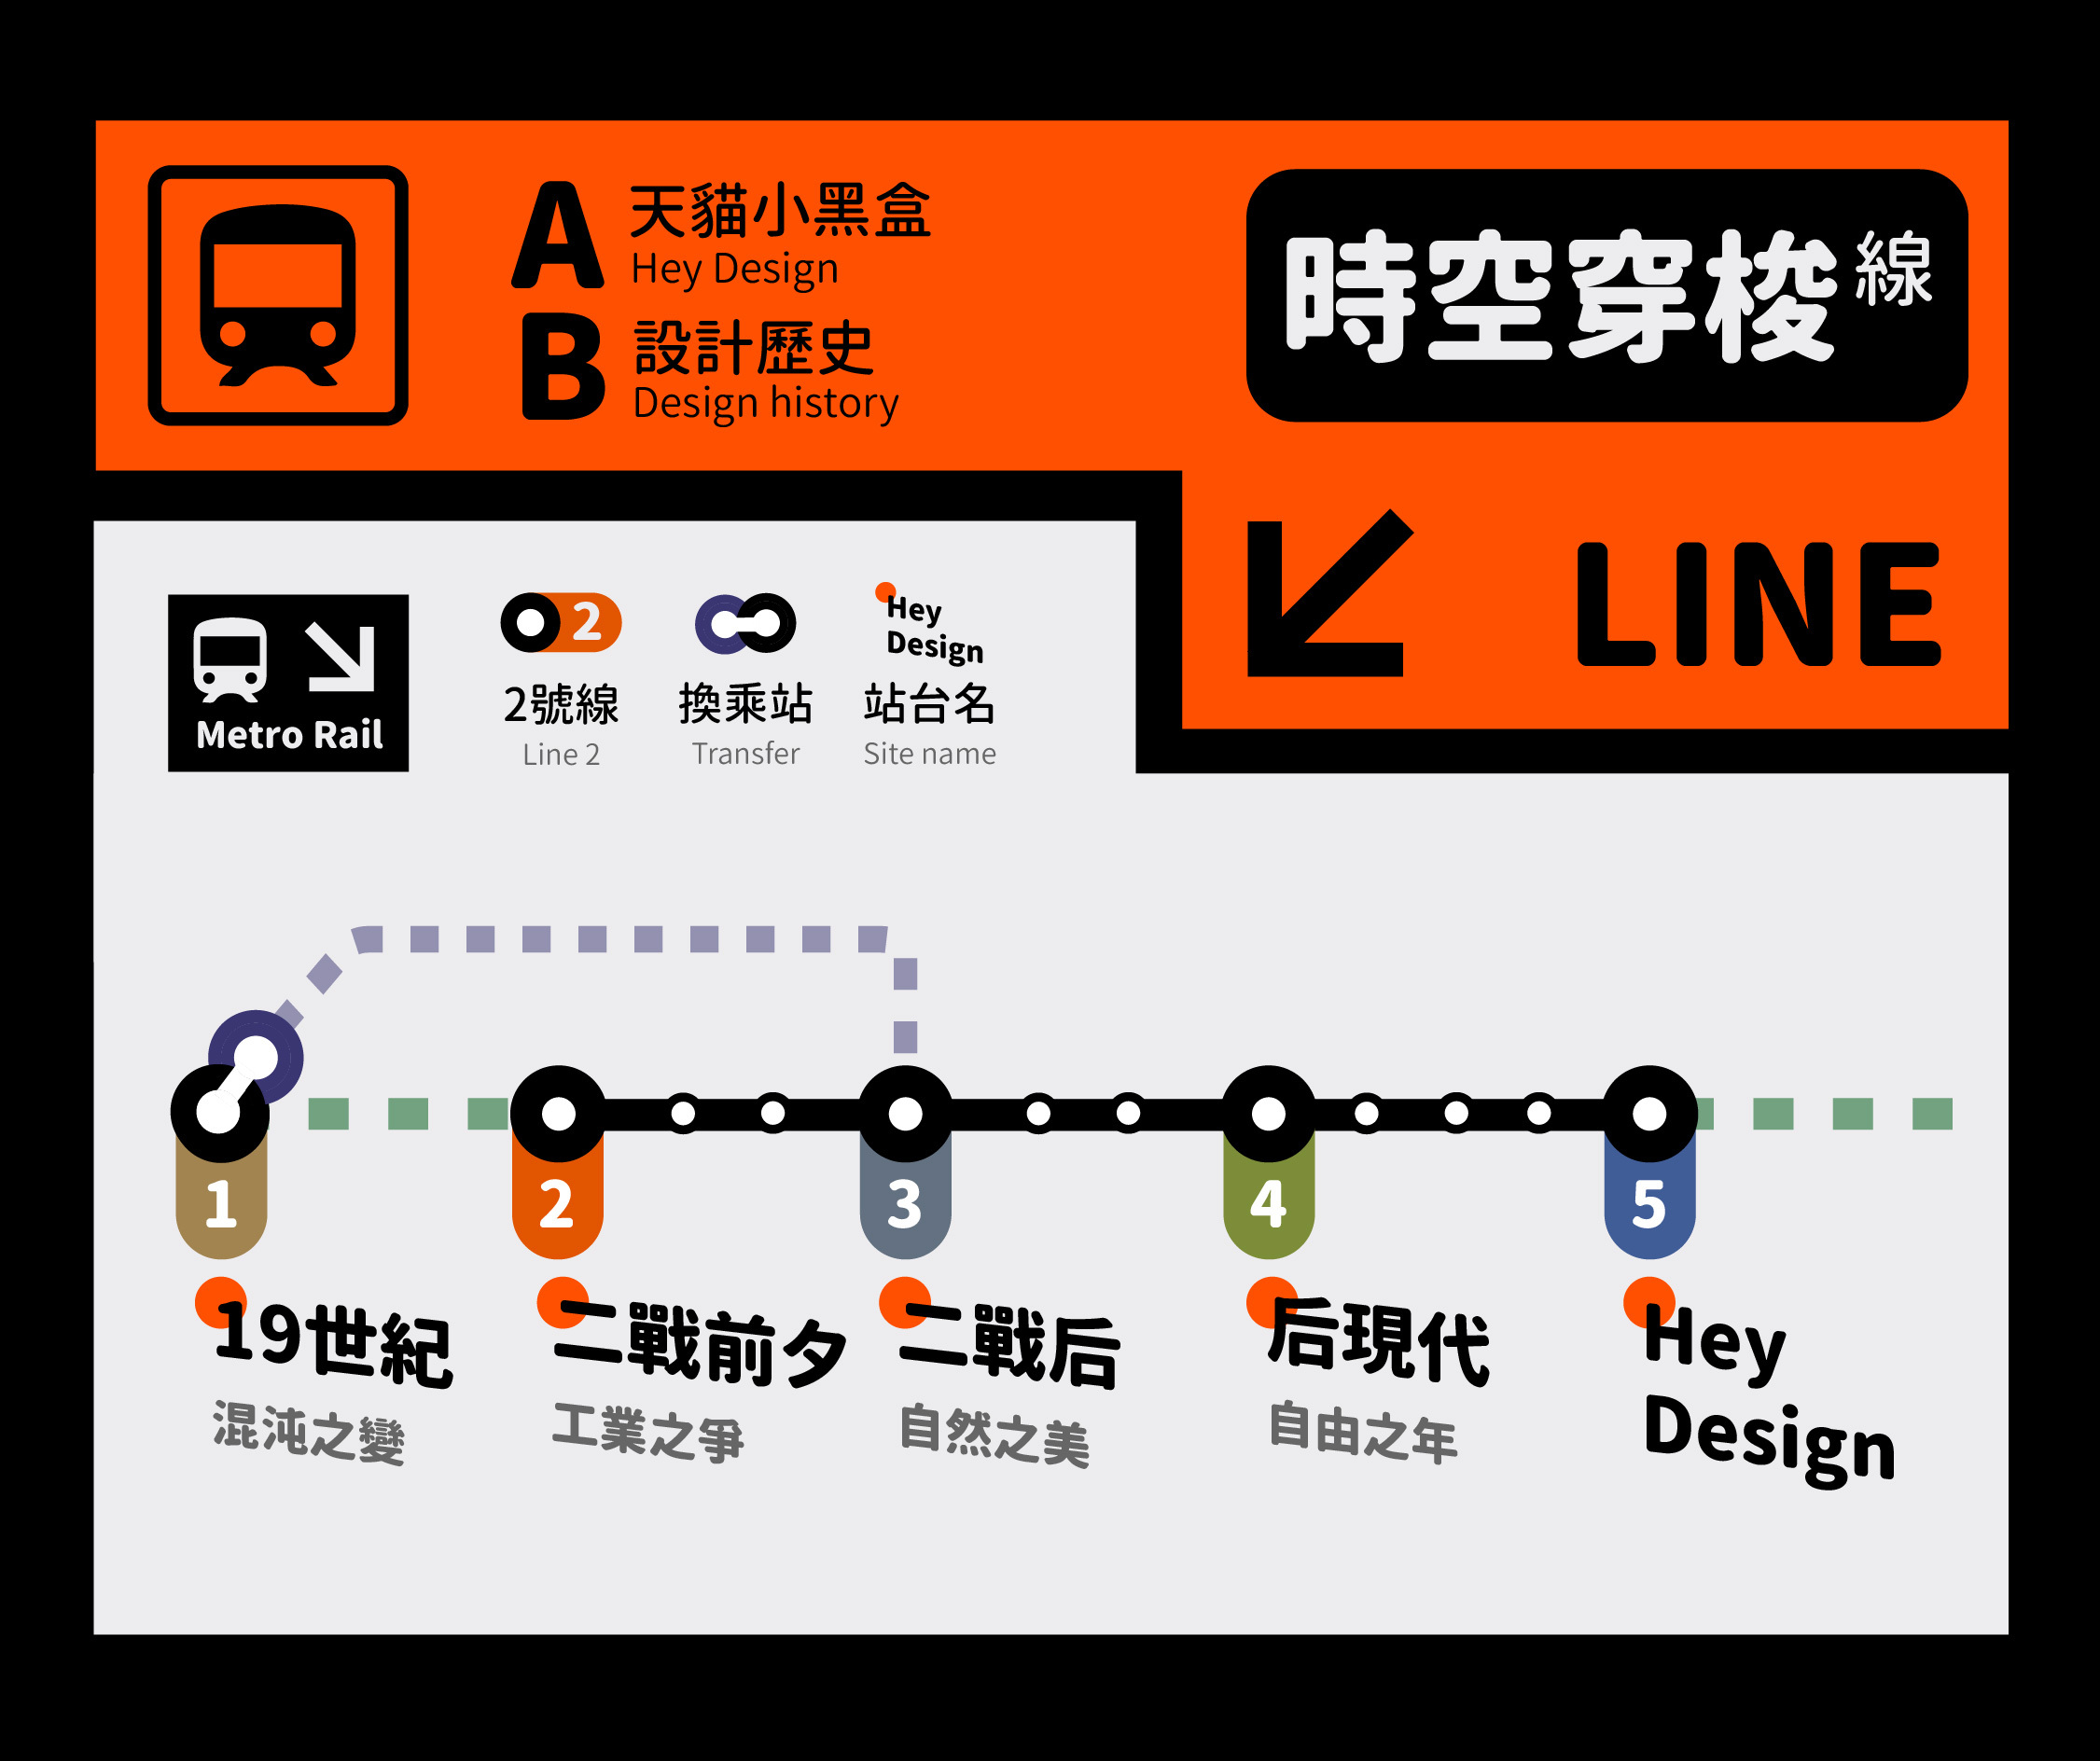 A 天貓小黑盒
Hey Design
B 設計歷史
Design history
時空穿梭線
LINE
Metro Rail
2
2號線
Line 2
換乘站
Transfer
Hey
Design
站台名
Site name
1
2
3
4
5
19世紀
混沌之變
二戰前夕
工業之爭
二戰后
自然之美
后現代
自由之年
Hey
Design